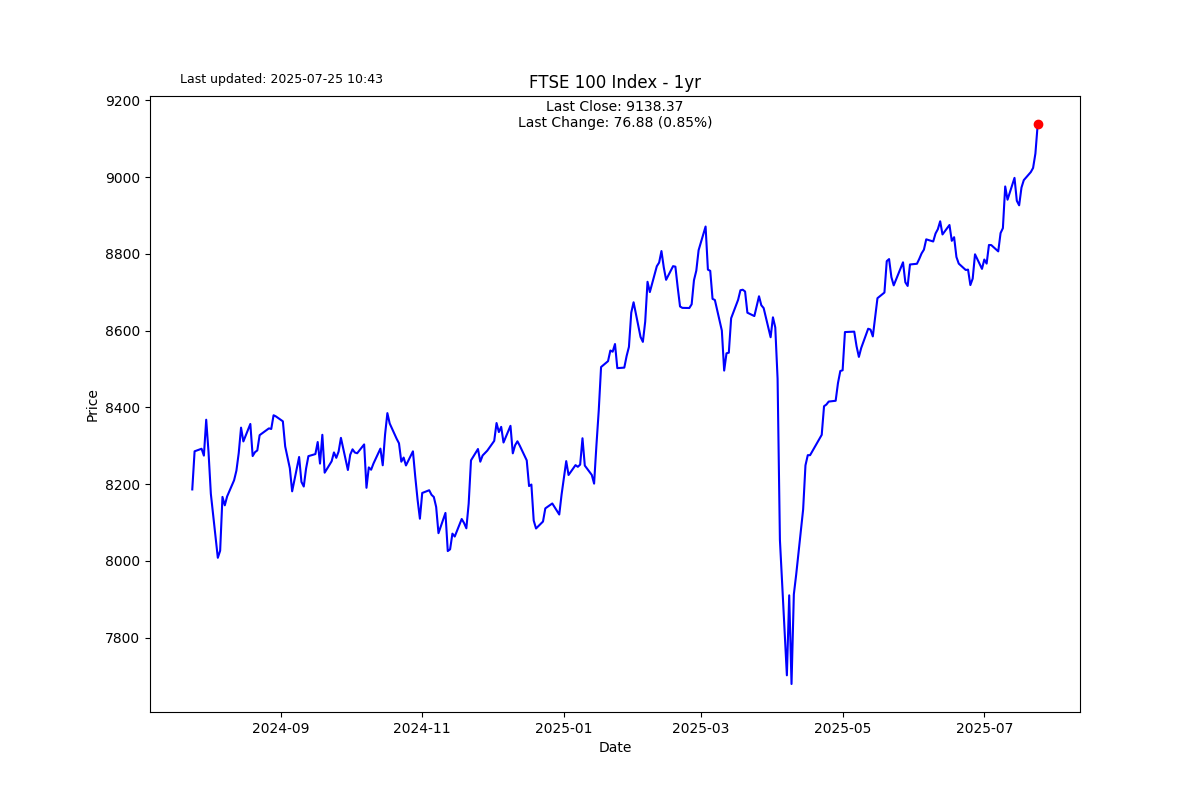 Last updated: 2025-07-25 10:43
FTSE 100 Index - 1yr
Last Close: 9138.37
Last Change: 76.88 (0.85%)
9200
9000
8800
8600
8400
8200
8000
7800
Price
2024-09
2024-11
2025-01
2025-03
2025-05
2025-07
Date